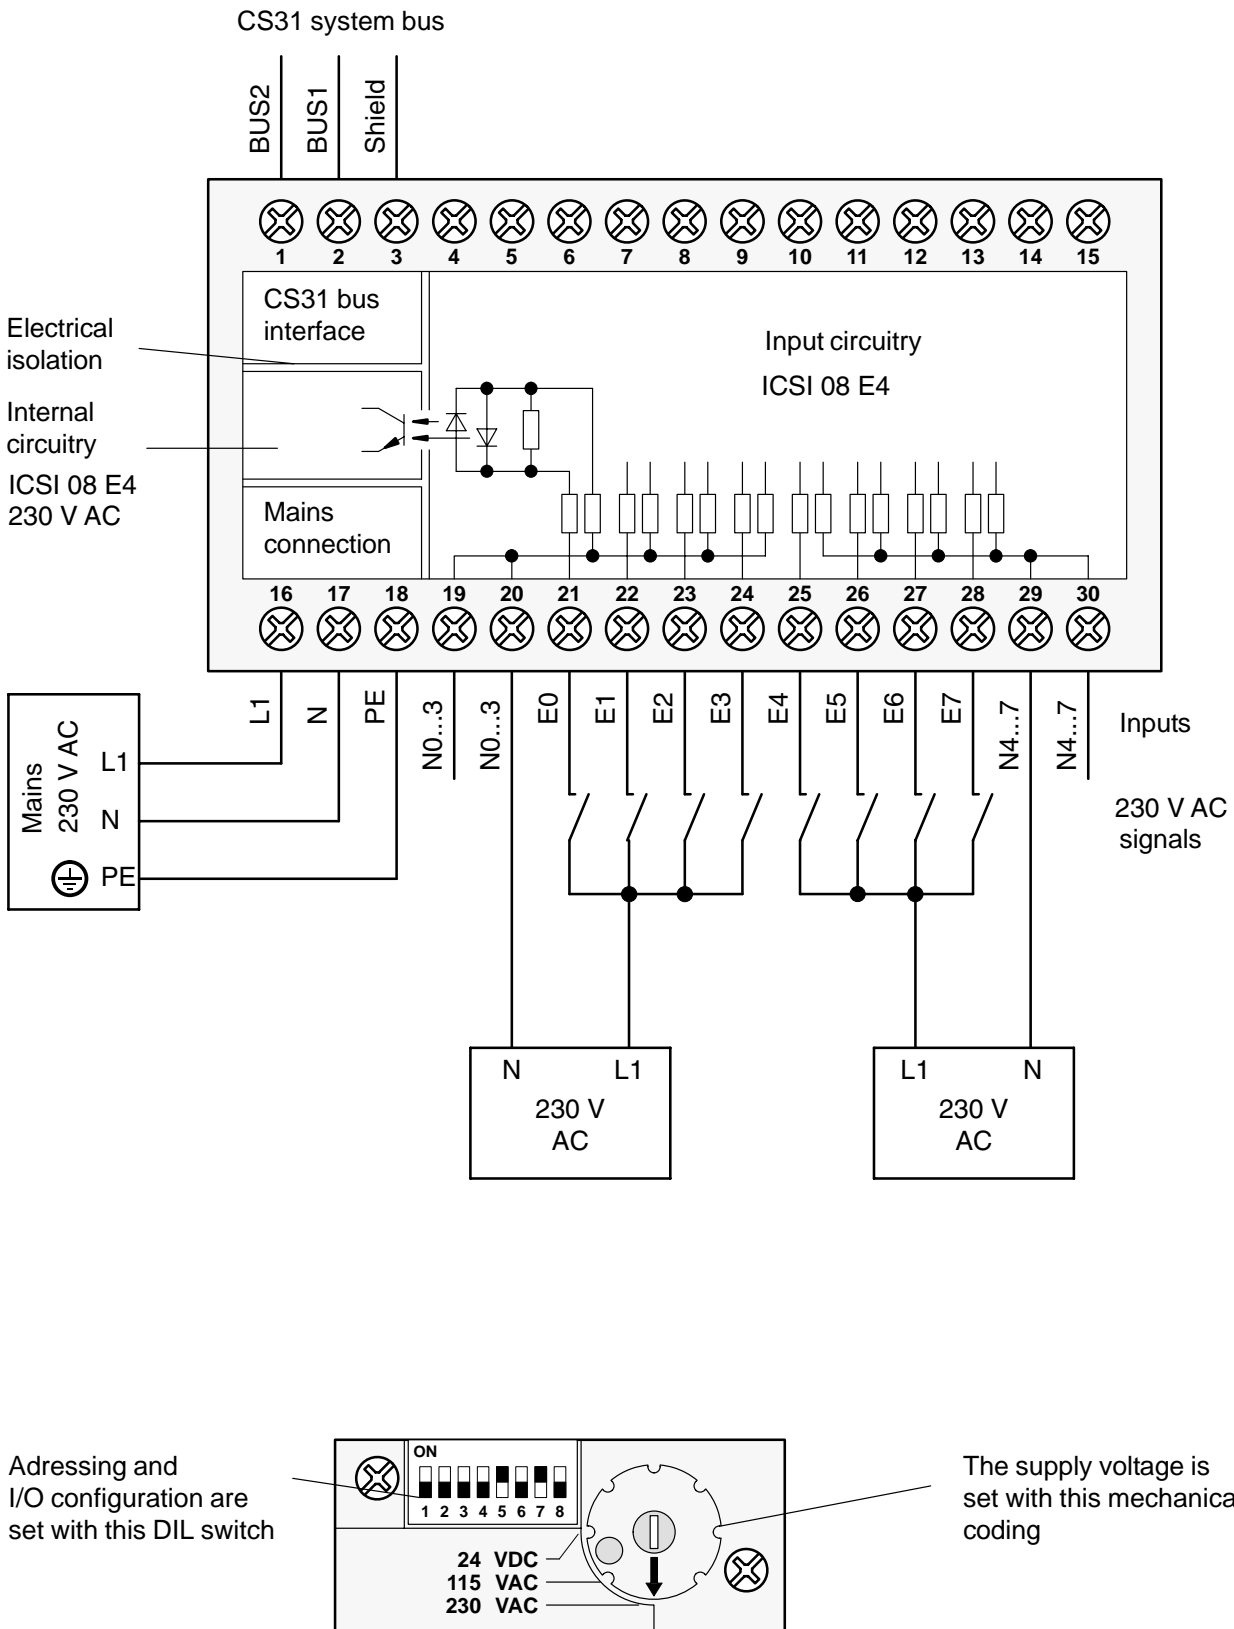 CS31 system bus
BUS2
BUS1
Shield
1 2 3 4 5 6 7 8 9 10 11 12 13 14 15
CS31 bus
interface
Electrical
isolation
Input circuitry
ICSI 08 E4
Internal
circuitry
ICSI 08 E4
230 V AC
Mains
connection
16 17 18 19 20 21 22 23 24 25 26 27 28 29 30
L1
N
PE
N0...3
N0...3
E0
E1
E2
E3
E4
E5
E6
E7
N4...7
N4...7
Inputs
230 V AC
signals
Mains
230 V AC
L1
N
PE
N L1
230 V
AC
L1 N
230 V
AC
Adressing and
I/O configuration are
set with this DIL switch
ON
1 2 3 4 5 6 7 8
24 VDC
115 VAC
230 VAC
The supply voltage is
set with this mechanica
coding